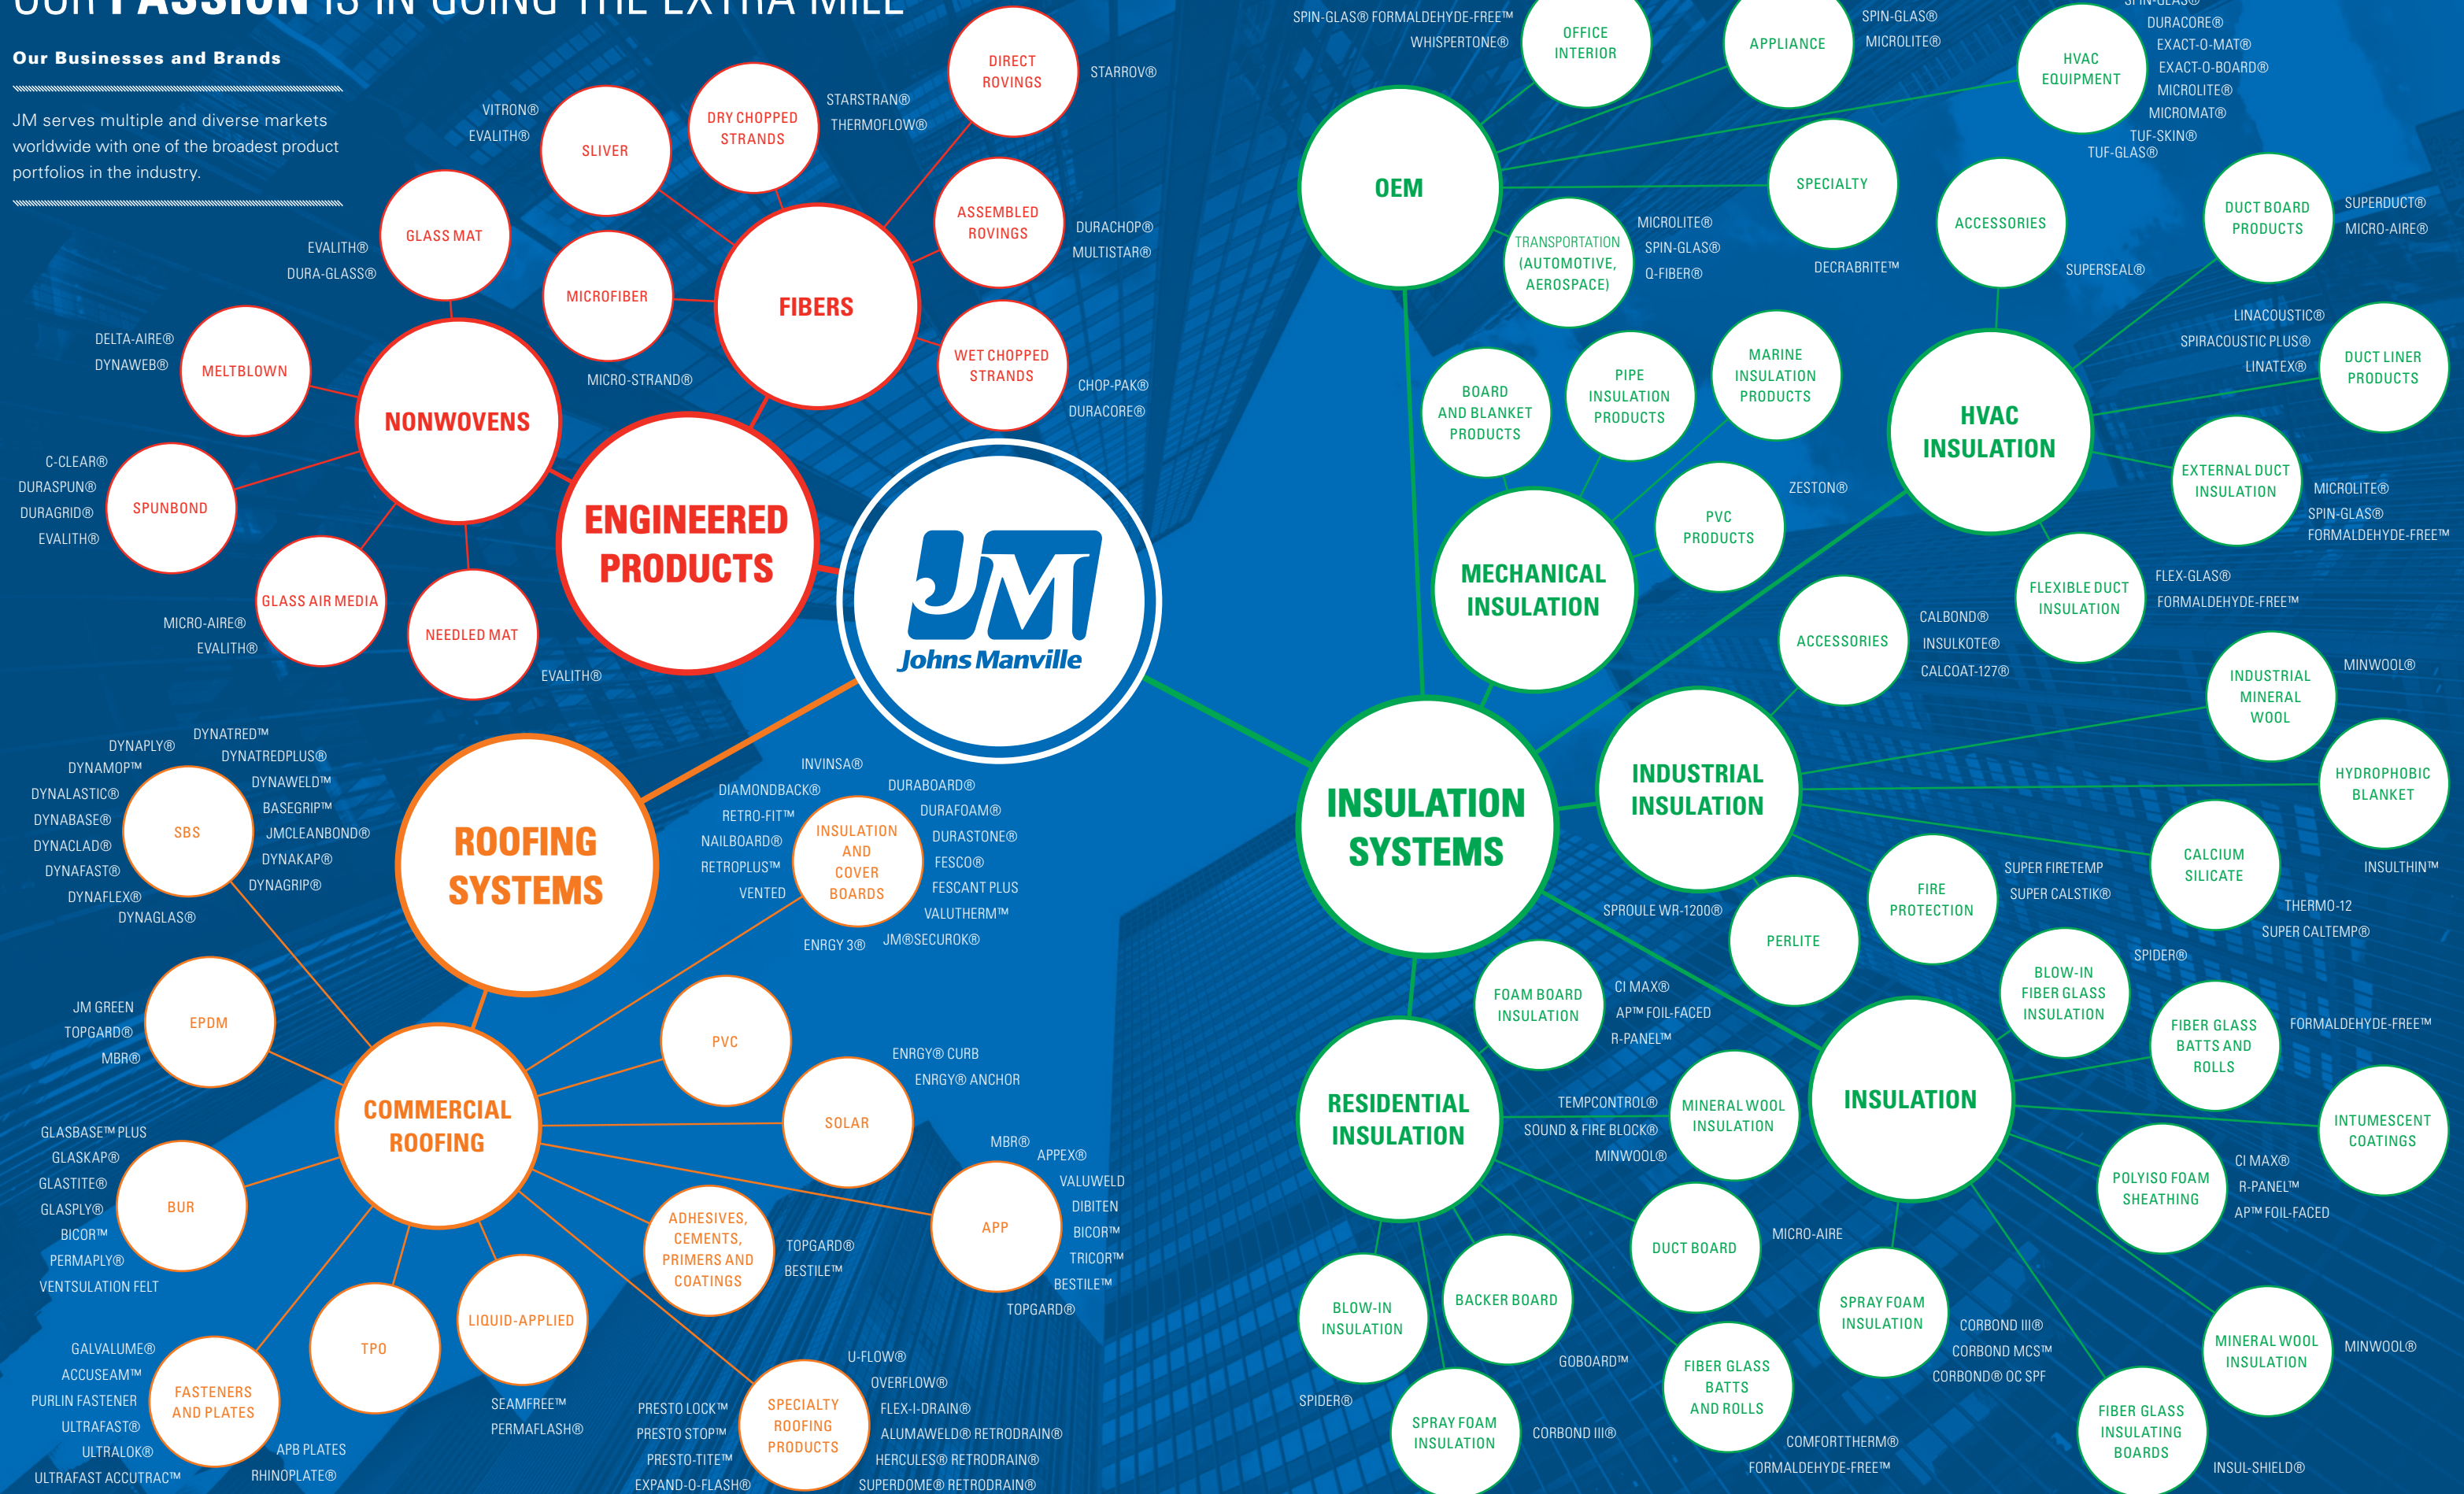 OUR PASSION IS IN GOING THE EXTRA MILE
Our Businesses and Brands
JM serves multiple and diverse markets
worldwide with one of the broadest product
portfolios in the industry.
JM
Johns Manville
ENGINEERED
PRODUCTS
FIBERS
SLIVER
VITRON®
EVALITH®
DRY CHOPPED
STRANDS
STARSTRAN®
THERMOFLOW®
DIRECT
ROVINGS
STARROV®
ASSEMBLED
ROVINGS
DURACHOP®
MULTISTAR®
WET CHOPPED
STRANDS
CHOP-PAK®
DURACORE®
MICROFIBER
MICRO-STRAND®
NONWOVENS
GLASS MAT
EVALITH®
DURA-GLASS®
MELTBLOWN
DELTA-AIRE®
DYNAWEB®
SPUNBOND
C-CLEAR®
DURASPUN®
DURAGRID®
EVALITH®
GLASS AIR MEDIA
MICRO-AIRE®
EVALITH®
NEEDLED MAT
EVALITH®
ROOFING
SYSTEMS
COMMERCIAL
ROOFING
SBS
DYNATRED™
DYNAPLY®
DYNATREDPLUS®
DYNAMOP™
DYNAWELD™
DYNALASTIC®
BASEGRIP™
DYNABASE®
JMCLEANBOND®
DYNACLAD®
DYNAKAP®
DYNAFAST®
DYNAGRIP®
DYNAFLEX®
DYNAGLAS®
INSULATION
AND
COVER
BOARDS
INVINSA®
DIAMONDBACK®
RETRO-FIT™
NAILBOARD®
RETROPLUS™
VENTED
DURABOARD®
DURAFOAM®
DURASTONE®
FESCO®
FESCANT PLUS
VALUTHERM™
JM®SECUROK®
ENRGY 3®
EPDM
JM GREEN
TOPGARD®
MBR®
PVC
SOLAR
ENRGY® CURB
ENRGY® ANCHOR
BUR
GLASBASE™ PLUS
GLASKAP®
GLASTITE®
GLASPLY®
BICOR™
PERMAPLY®
VENTSULATION FELT
APP
MBR®
APPEX®
VALUWELD
DIBITEN
BICOR™
TRICOR™
BESTILE™
TOPGARD®
ADHESIVES,
CEMENTS,
PRIMERS AND
COATINGS
TOPGARD®
BESTILE™
FASTENERS
AND PLATES
GALVALUME®
ACCUSEAM™
PURLIN FASTENER
ULTRAFAST®
ULTRALOK®
ULTRAFAST ACCUTRAC™
APB PLATES
RHINOPLATE®
TPO
LIQUID-APPLIED
SEAMFREE™
PERMAFLASH®
SPECIALTY
ROOFING
PRODUCTS
PRESTO LOCK™
PRESTO STOP™
PRESTO-TITE™
EXPAND-O-FLASH®
U-FLOW®
OVERFLOW®
FLEX-I-DRAIN®
ALUMAWELD® RETRODRAIN®
HERCULES® RETRODRAIN®
SUPERDOME® RETRODRAIN®
INSULATION
SYSTEMS
OEM
OFFICE
INTERIOR
SPIN-GLAS® FORMALDEHYDE-FREE™
WHISPERTONE®
APPLIANCE
SPIN-GLAS®
MICROLITE®
HVAC
EQUIPMENT
SPIN-GLAS®
DURACORE®
EXACT-O-MAT®
EXACT-O-BOARD®
MICROLITE®
MICROMAT®
TUF-SKIN®
TUF-GLAS®
SPECIALTY
DECRABRITE™
TRANSPORTATION
(AUTOMOTIVE,
AEROSPACE)
MICROLITE®
SPIN-GLAS®
Q-FIBER®
MECHANICAL
INSULATION
BOARD
AND BLANKET
PRODUCTS
PIPE
INSULATION
PRODUCTS
MARINE
INSULATION
PRODUCTS
PVC
PRODUCTS
ZESTON®
HVAC
INSULATION
ACCESSORIES
SUPERSEAL®
DUCT BOARD
PRODUCTS
SUPERDUCT®
MICRO-AIRE®
DUCT LINER
PRODUCTS
LINACOUSTIC®
SPIRACOUSTIC PLUS®
LINATEX®
EXTERNAL DUCT
INSULATION
MICROLITE®
SPIN-GLAS®
FORMALDEHYDE-FREE™
FLEXIBLE DUCT
INSULATION
FLEX-GLAS®
FORMALDEHYDE-FREE™
INDUSTRIAL
INSULATION
ACCESSORIES
CALBOND®
INSULKOTE®
CALCOAT-127®
INDUSTRIAL
MINERAL
WOOL
MINWOOL®
HYDROPHOBIC
BLANKET
INSULTHIN™
CALCIUM
SILICATE
THERMO-12
SUPER CALTEMP®
FIRE
PROTECTION
SUPER FIRETEMP
SUPER CALSTIK®
PERLITE
SPROULE WR-1200®
RESIDENTIAL
INSULATION
FOAM BOARD
INSULATION
CI MAX®
AP™ FOIL-FACED
R-PANEL™
MINERAL WOOL
INSULATION
TEMPCONTROL®
SOUND & FIRE BLOCK®
MINWOOL®
DUCT BOARD
MICRO-AIRE
BACKER BOARD
GOBOARD™
BLOW-IN
INSULATION
SPIDER®
SPRAY FOAM
INSULATION
CORBOND III®
FIBER GLASS
BATTS
AND ROLLS
COMFORTTHERM®
FORMALDEHYDE-FREE™
INSULATION
BLOW-IN
FIBER GLASS
INSULATION
SPIDER®
FIBER GLASS
BATTS AND
ROLLS
FORMALDEHYDE-FREE™
INTUMESCENT
COATINGS
POLYISO FOAM
SHEATHING
CI MAX®
R-PANEL™
AP™ FOIL-FACED
SPRAY FOAM
INSULATION
CORBOND III®
CORBOND MCS™
CORBOND® OC SPF
MINERAL WOOL
INSULATION
MINWOOL®
FIBER GLASS
INSULATING
BOARDS
INSUL-SHIELD®